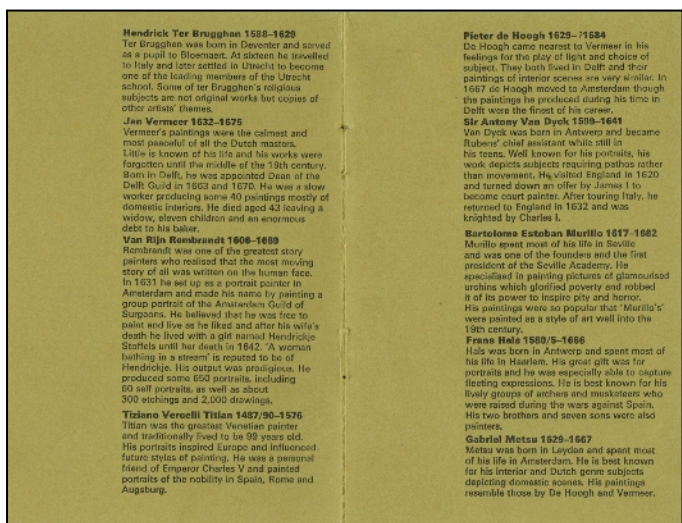 Hendrick Ter Brugghan 1588–1629
Ter Brugghan was born in Deventer and served
as a pupil to Bloemaert. At sixteen he travelled
to Italy and later settled in Utrecht to become
one of the leading members of the Utrecht
school. Some of ter Brugghen's religious
subjects are not original works but copies of
other artists' themes.
Jan Vermeer 1632–1675
Vermeer's paintings were the calmest and
most peaceful of all the Dutch masters.
Little is known of his life and his works were
forgotten until the middle of the 19th century.
Born in Delft, he was appointed Dean of the
Delft Guild in 1663 and 1670. He was a slow
worker producing some 40 paintings mostly of
domestic interiors. He died aged 43 leaving a
widow, eleven children and an enormous
debt to his baker.
Van Rijn Rembrandt 1606–1669
Rembrandt was one of the greatest story
painters who realised that the most moving
story of all was written on the human face.
In 1631 he set up as a portrait painter in
Amsterdam and made his name by painting a
group portrait of the Amsterdam Guild of
Surgeons. He believed that he was free to
paint and live as he liked and after his wife's
death he lived with a girl named Hendrickje
Stoffels until her death in 1642. 'A woman
bathing in a stream' is reputed to be of
Hendrickje. His output was prodigious. He
produced some 650 portraits, including
60 self portraits, as well as about
300 etchings and 2,000 drawings.
Tiziano Vercelli Titian 1487/90–1576
Titian was the greatest Venetian painter
and traditionally lived to be 99 years old.
His portraits inspired Europe and influenced
future styles of painting. He was a personal
friend of Emperor Charles V and painted
portraits of the nobility in Spain, Rome and
Augsburg.
Pieter de Hoogh 1629–?1684
De Hoogh came nearest to Vermeer in his
feelings for the play of light and choice of
subject. They both lived in Delft and their
paintings of interior scenes are very similar. In
1667 de Hoogh moved to Amsterdam though
the paintings he produced during his time in
Delft were the finest of his career.
Sir Antony Van Dyck 1599–1641
Van Dyck was born in Antwerp and became
Rubens' chief assistant while still in
his teens. Well known for his portraits, his
work depicts subjects requiring pathos rather
than movement. He visited England in 1620
and turned down an offer by James I to
become court painter. After touring Italy, he
returned to England in 1632 and was
knighted by Charles I.
Bartolome Estoban Murillo 1617–1682
Murillo spent most of his life in Seville
and was one of the founders and the first
president of the Seville Academy. He
specialised in painting pictures of glamourised
urchins which glorified poverty and robbed
it of its power to inspire pity and horror.
His paintings were so popular that 'Murillo's'
were painted as a style of art well into the
19th century.
Frans Hals 1580/5–1666
Hals was born in Antwerp and spent most of
his life in Haarlem. His great gift was for
portraits and he was especially able to capture
fleeting expressions. He is best known for his
lively groups of archers and musketeers who
were raised during the wars against Spain.
His two brothers and seven sons were also
painters.
Gabriel Metsu 1629–1667
Metsu was born in Leyden and spent most
of his life in Amsterdam. He is best known
for his interior and Dutch genre subjects
depicting domestic scenes. His paintings
resemble those by De Hoogh and Vermeer.